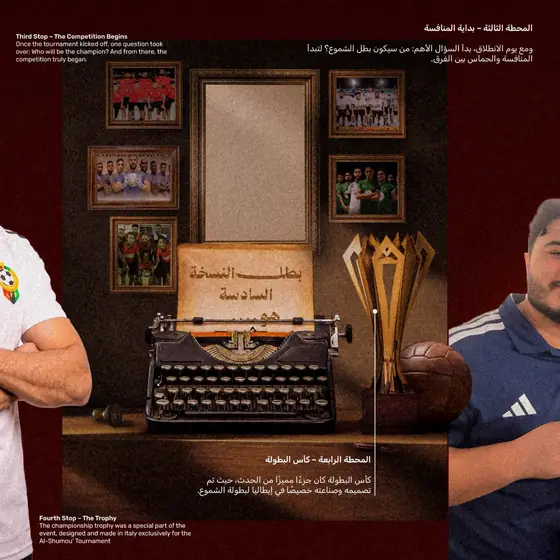 Third Stop – The Competition Begins
Once the tournament kicked off, one question took
over: Who will be the champion? And from there, the
competition truly began.
المحطة الثالثة – بداية المنافسة
ومع يوم الانطلاق، بدأ السؤال الأهم: من سيكون بطل الشموع؟ لتبدأ
المنافسة والحماس بين الفرق.
بطل النسخة
السادسة
هو
المحطة الرابعة – كأس البطولة
كأس البطولة كان جزءًا مميزًا من الحدث، حيث تم
تصميمه وصناعته خصيصًا في إيطاليا لبطولة الشموع.
Fourth Stop – The Trophy
The championship trophy was a special part of the
event, designed and made in Italy exclusively for the
Al-Shumou' Tournament